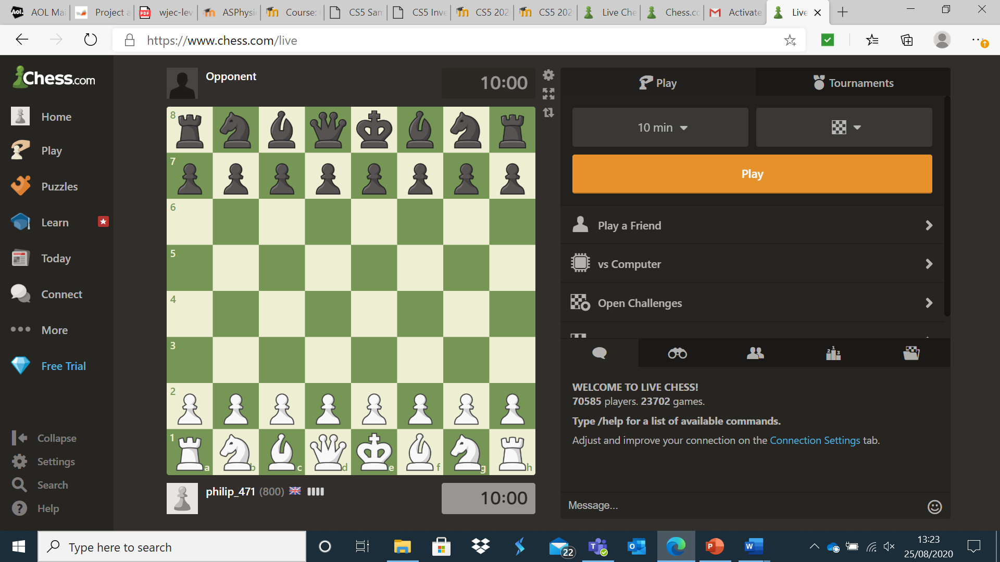 Aol.
AOL Mai
Project a
PDF
wjec-lev
ASPhysic
Course:
CS5 Sam
CS5 Inve
CS5 202
CS5 202
Live Che
Chess.co
Activate
Live
https://www.chess.com/live
Chess.com
Home
Play
Puzzles
Learn
Today
Connect
More
Free Trial
Collapse
Settings
Search
Help
Opponent
10:00
8
7
6
5
4
3
2
1
a b c d e f g h
philip_471 (800)
10:00
Play
Tournaments
10 min
Play
Play a Friend
vs Computer
Open Challenges
WELCOME TO LIVE CHESS!
70585 players. 23702 games.
Type /help for a list of available commands.
Adjust and improve your connection on the Connection Settings tab.
Message...
Type here to search
22
13:23
25/08/2020